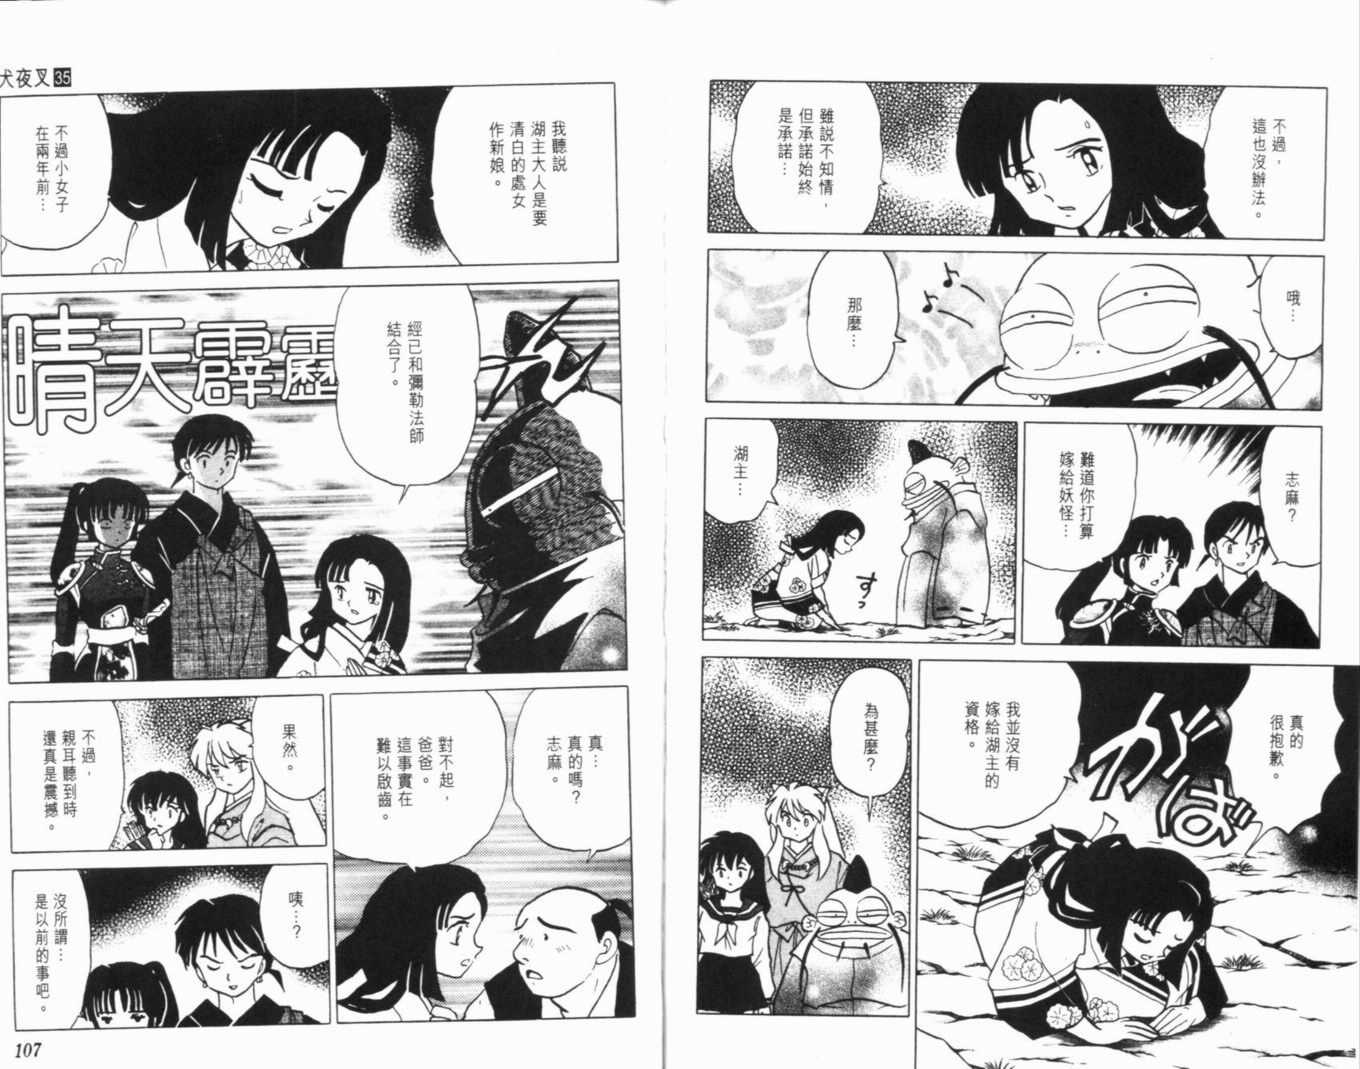 不過，
這也沒辦法。
雖說不知情，
但承諾始終
是承諾…
哦…
那麼…
志麻？
難道你打算
嫁給妖怪…
湖主…
すっ
真的
很抱歉。
我並沒有
嫁給湖主的
資格。
がばっ
為甚麼？
犬夜叉 35
我聽說
湖主大人是要
清白的處女
作新娘。
不過小女子
在兩年前…
經已和彌勒法師
結合了。
晴天霹靂
真…
真的嗎？
志麻。
對不起，
爸爸。
這事實在
難以啟齒。
果然。
不過，
親耳聽到時
還真是震撼。
咦…？
沒所謂…
是以前的事吧。
107